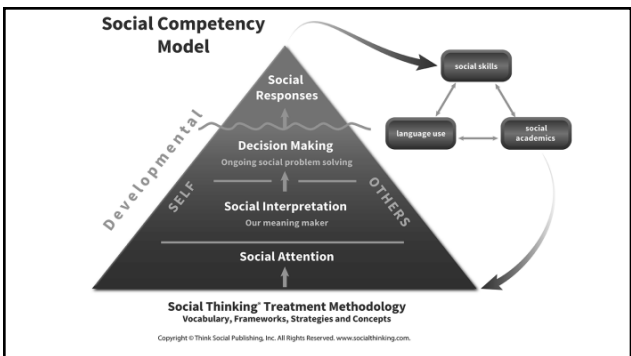 Social Competency
Model
Social
Responses
social skills
language use
social
academics
Developmental
SELF
OTHERS
Decision Making
Ongoing social problem solving
Social Interpretation
Our meaning maker
Social Attention
Social Thinking® Treatment Methodology
Vocabulary, Frameworks, Strategies and Concepts
Copyright © Think Social Publishing, Inc. All Rights Reserved. www.socialthinking.com.